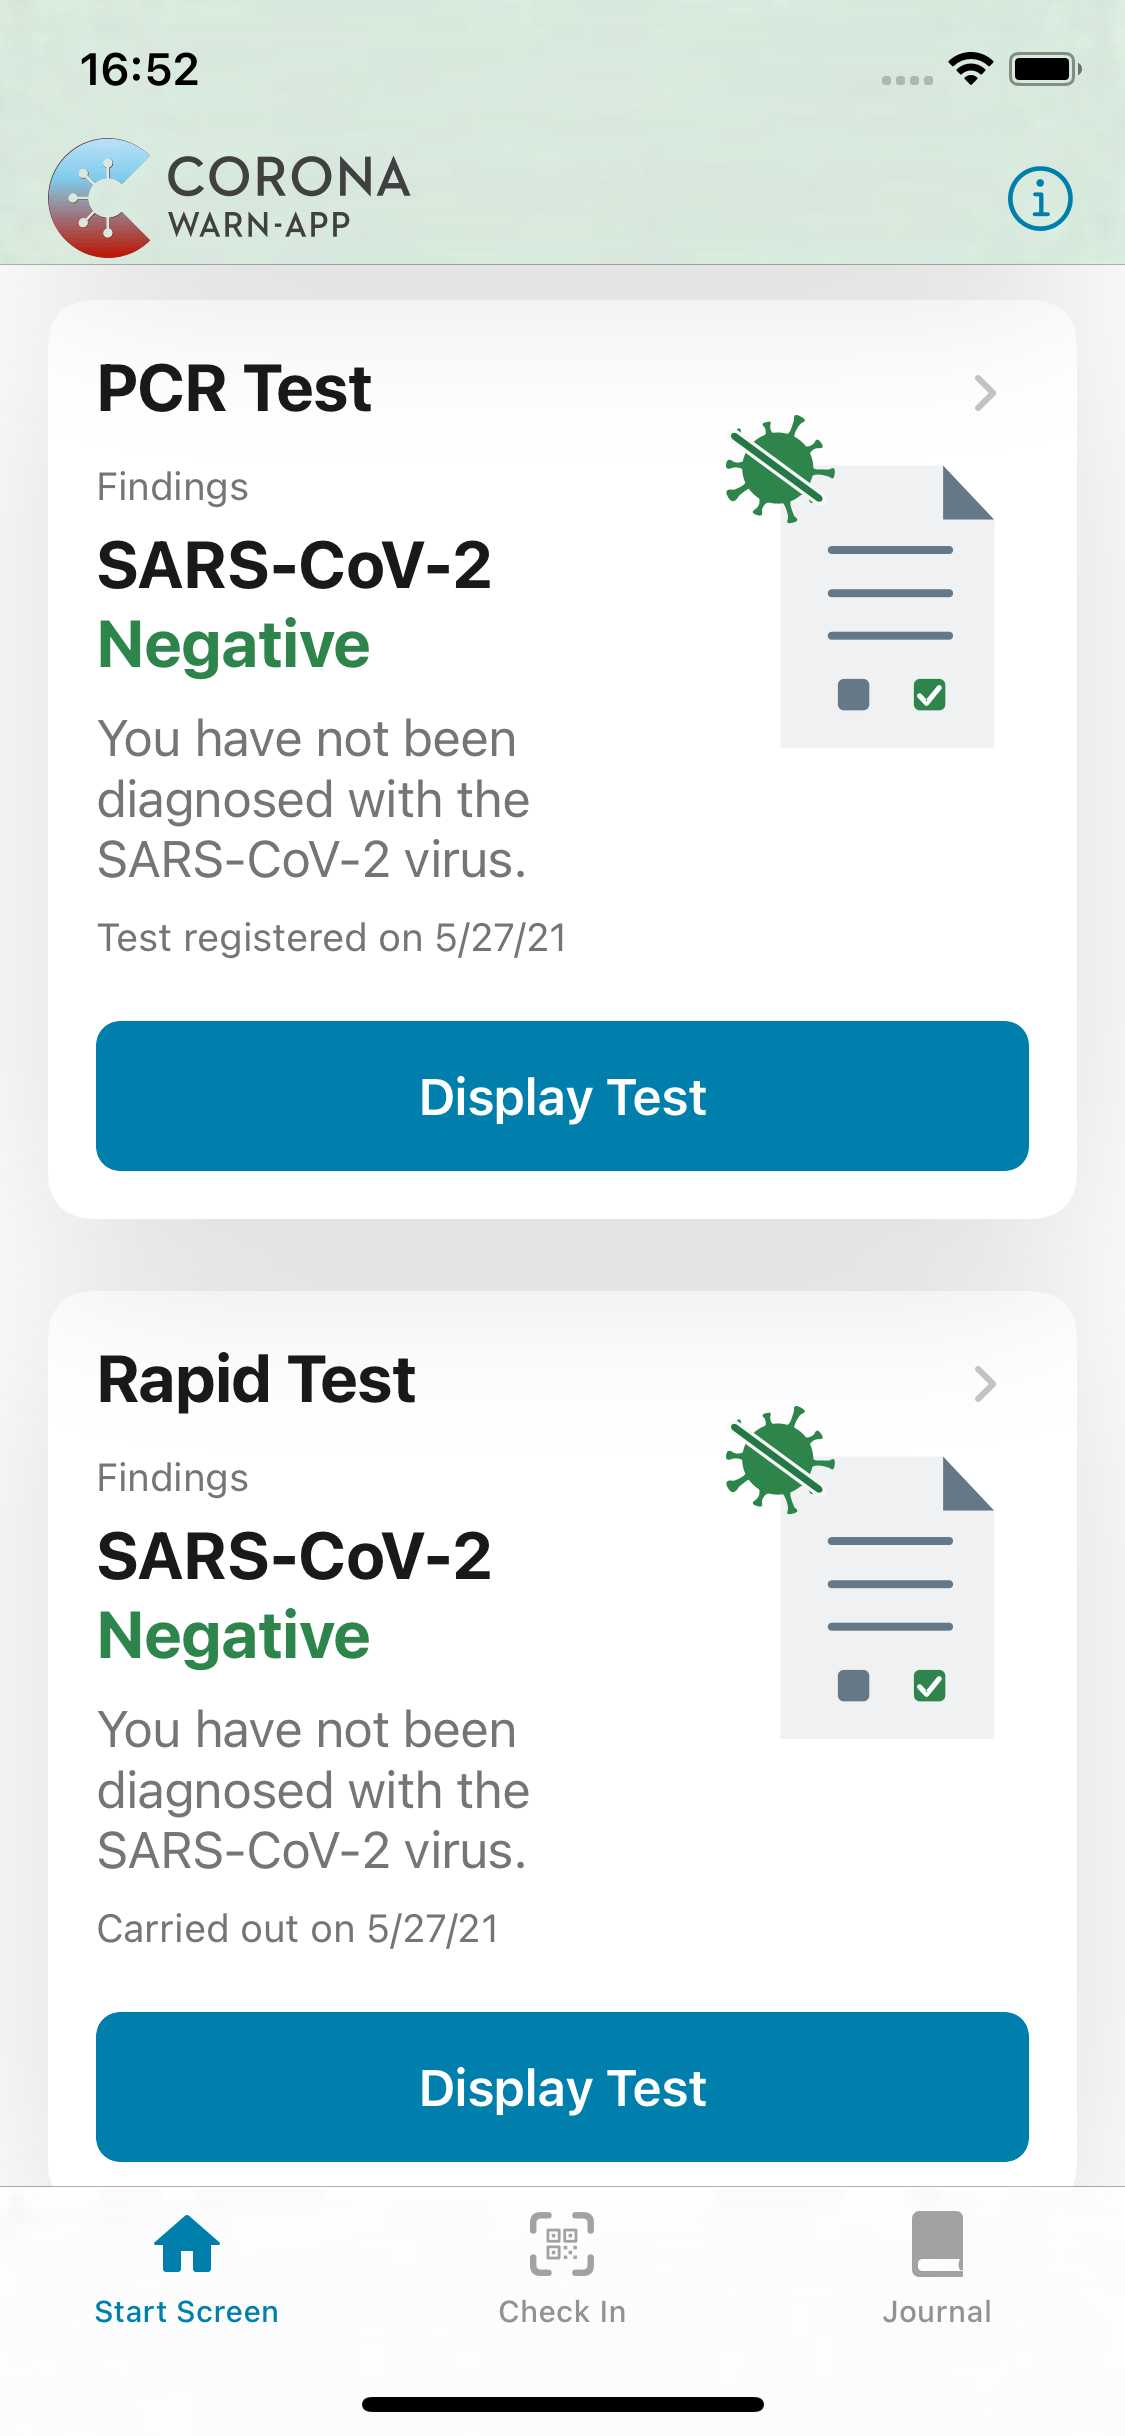 16:52
CORONA
WARN-APP
PCR Test
Findings
SARS-CoV-2
Negative
You have not been
diagnosed with the
SARS-CoV-2 virus.
Test registered on 5/27/21
Display Test
Rapid Test
Findings
SARS-CoV-2
Negative
You have not been
diagnosed with the
SARS-CoV-2 virus.
Carried out on 5/27/21
Display Test
Start Screen
Check In
Journal